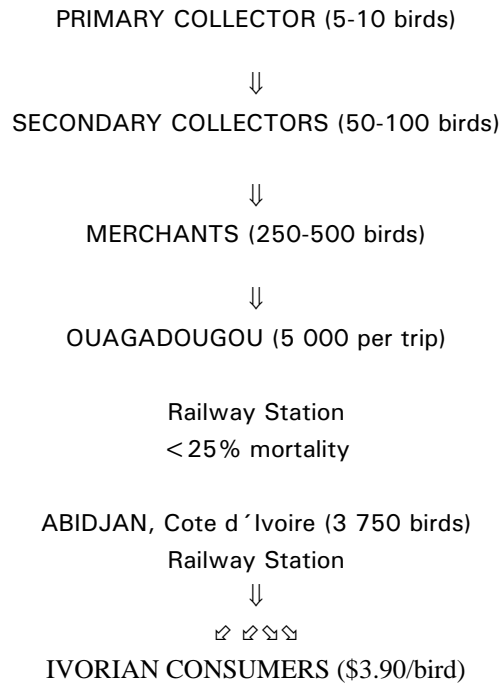 PRIMARY COLLECTOR (5-10 birds)
⇓
SECONDARY COLLECTORS (50-100 birds)
⇓
MERCHANTS (250-500 birds)
⇓
OUAGADOUGOU (5 000 per trip)
Railway Station
<25% mortality
ABIDJAN, Cote d´Ivoire (3 750 birds)
Railway Station
⇓
⬃ ⬃⬂⬂
IVORIAN CONSUMERS ($3.90/bird)